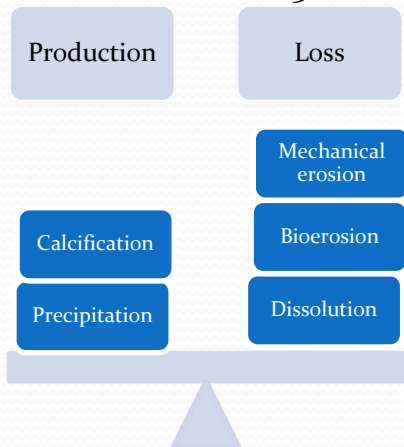 Production
Loss
Mechanical
erosion
Calcification
Bioerosion
Precipitation
Dissolution